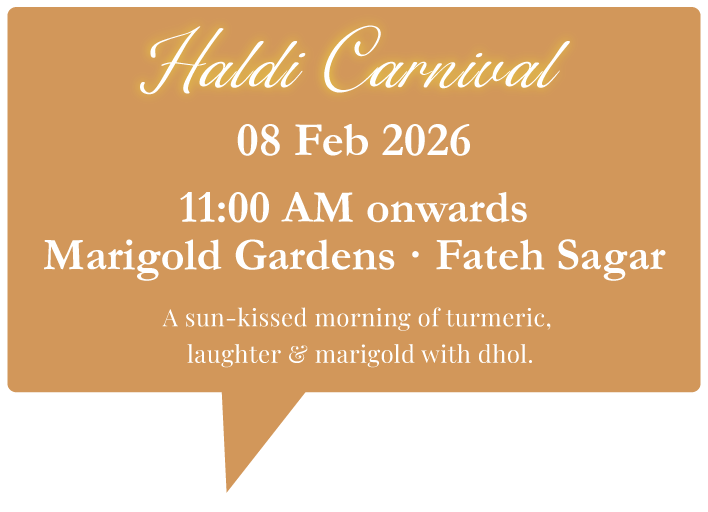 Haldi Carnival
08 Feb 2026
11:00 AM onwards
Marigold Gardens · Fateh Sagar
A sun-kissed morning of turmeric,
laughter & marigold with dhol.